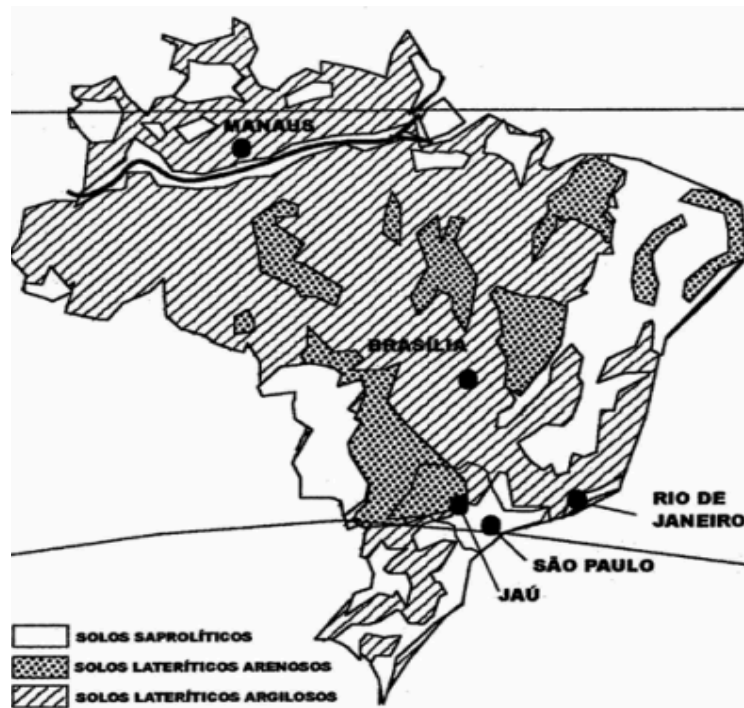 MANAUS
BRASÍLIA
RIO DE
JANEIRO
SÃO PAULO
JAÚ
SOLOS SAPROLÍTICOS
SOLOS LATERÍTICOS ARENOSOS
SOLOS LATERÍTICOS ARGILOSOS